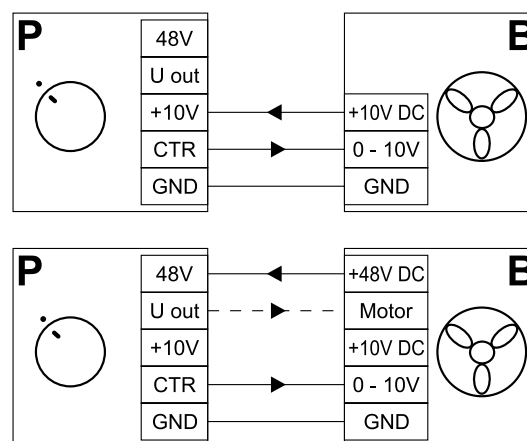 P B
48V
U out
+10V +10V DC
CTR 0 - 10V
GND GND
P B
48V +48V DC
U out Motor
+10V +10V DC
CTR 0 - 10V
GND GND